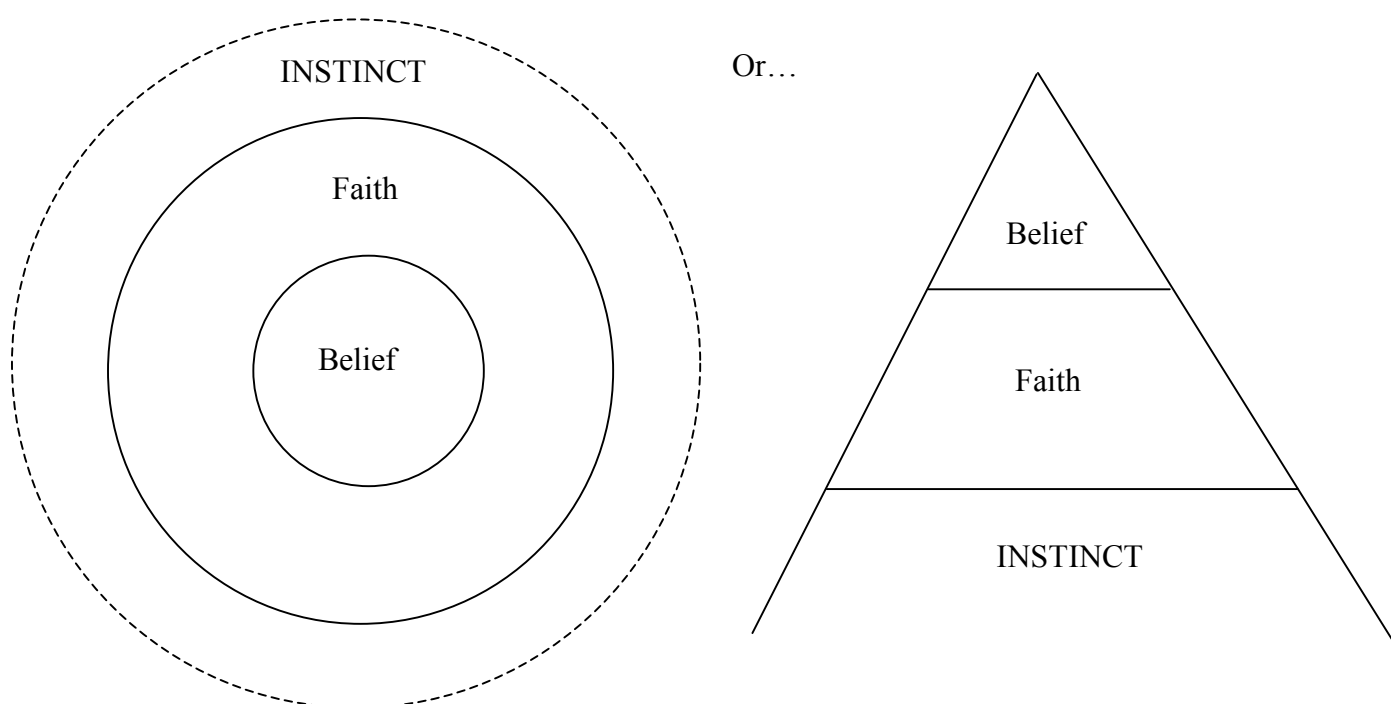 INSTINCT
Faith
Belief
Or…
Belief
Faith
INSTINCT